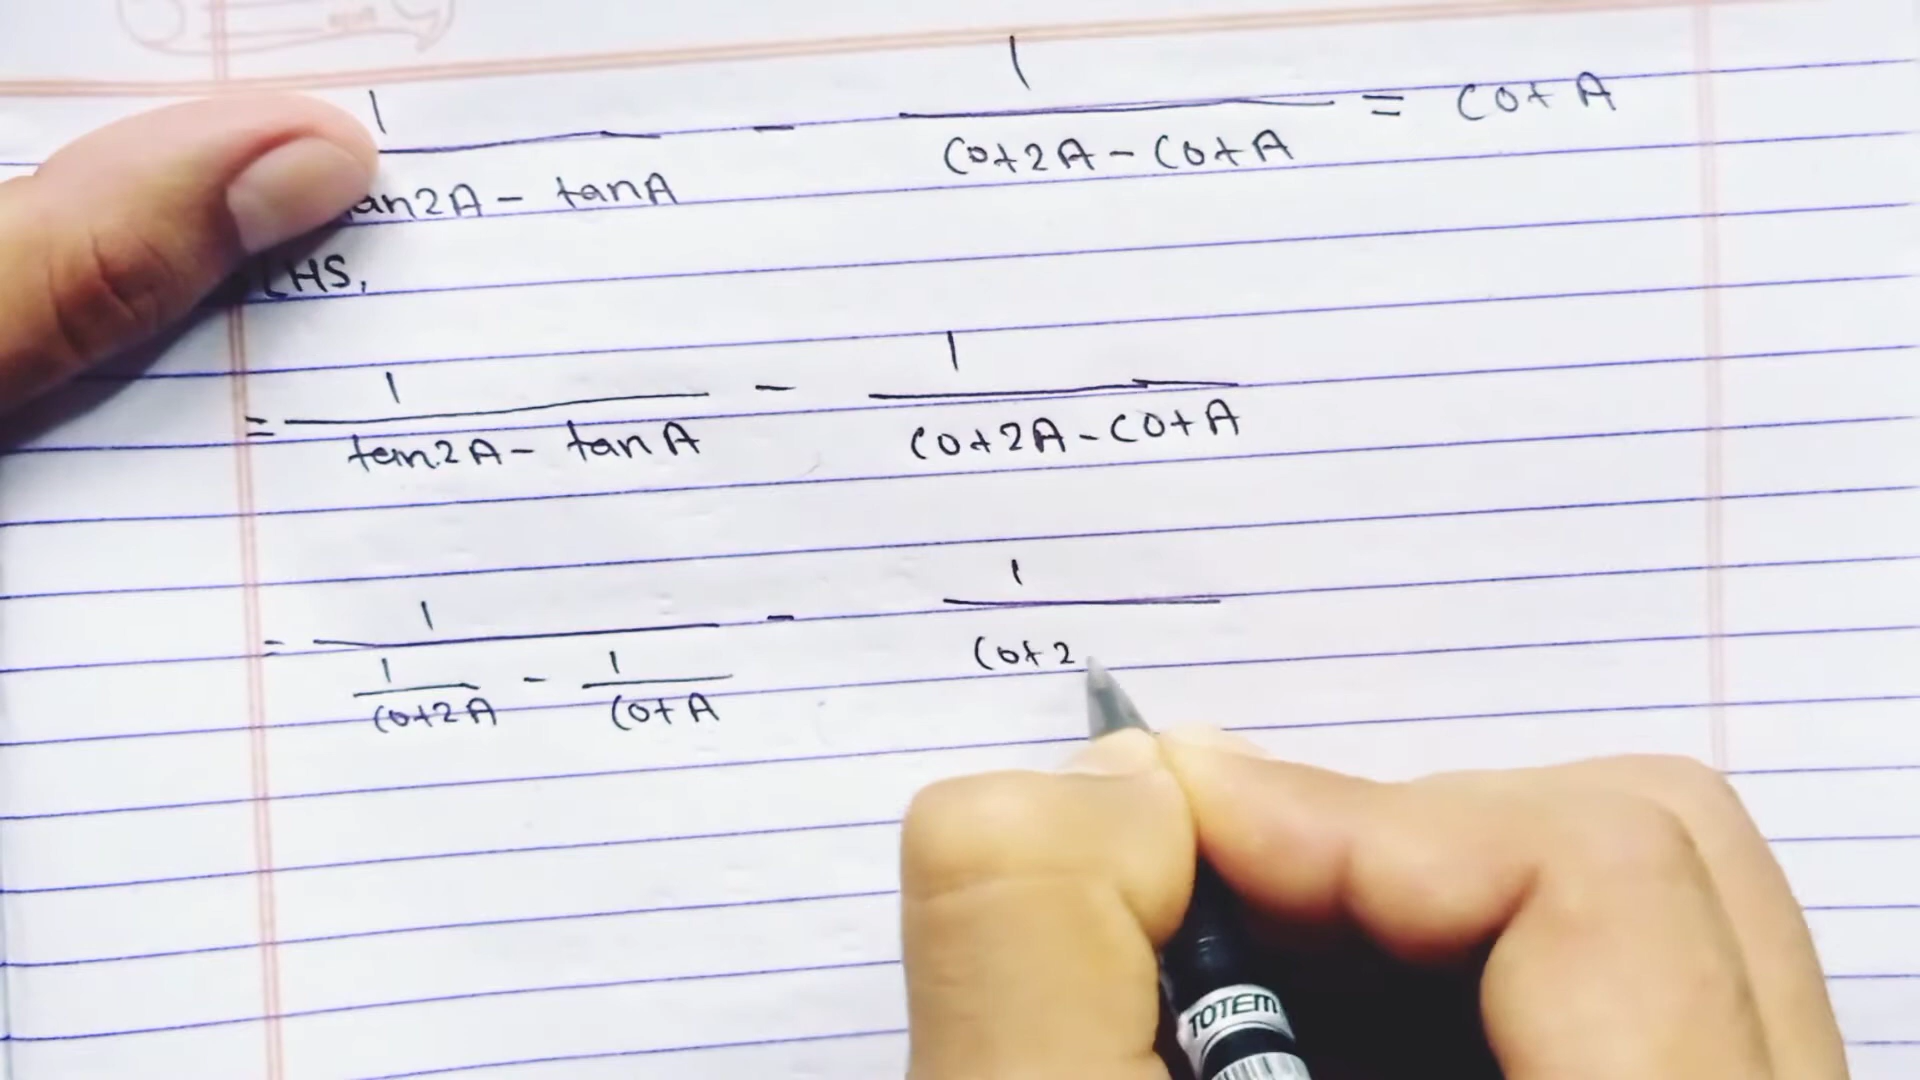 1/(tan2A - tanA) - 1/(cot2A - cotA) = cotA
LHS,
= 1/(tan2A - tanA) - 1/(cot2A - cotA)
= 1/(1/cot2A - 1/cotA) - 1/cot2
TOTEM